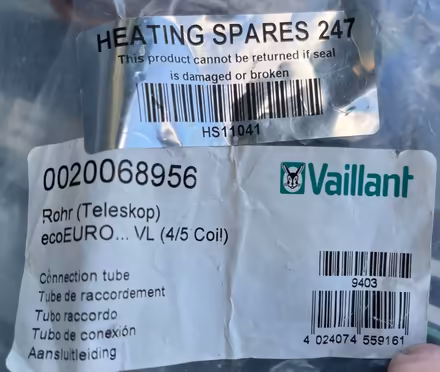 HEATING SPARES 247
This product cannot be returned if seal
is damaged or broken
HS11041
0020068956
Vaillant
Rohr (Teleskop)
ecoEURO... VL (4/5 Coil)
Connection tube
Tube de raccordement
Tubo raccordo
Tubo de conexión
Aansluitleiding
9403
4 024074 559161